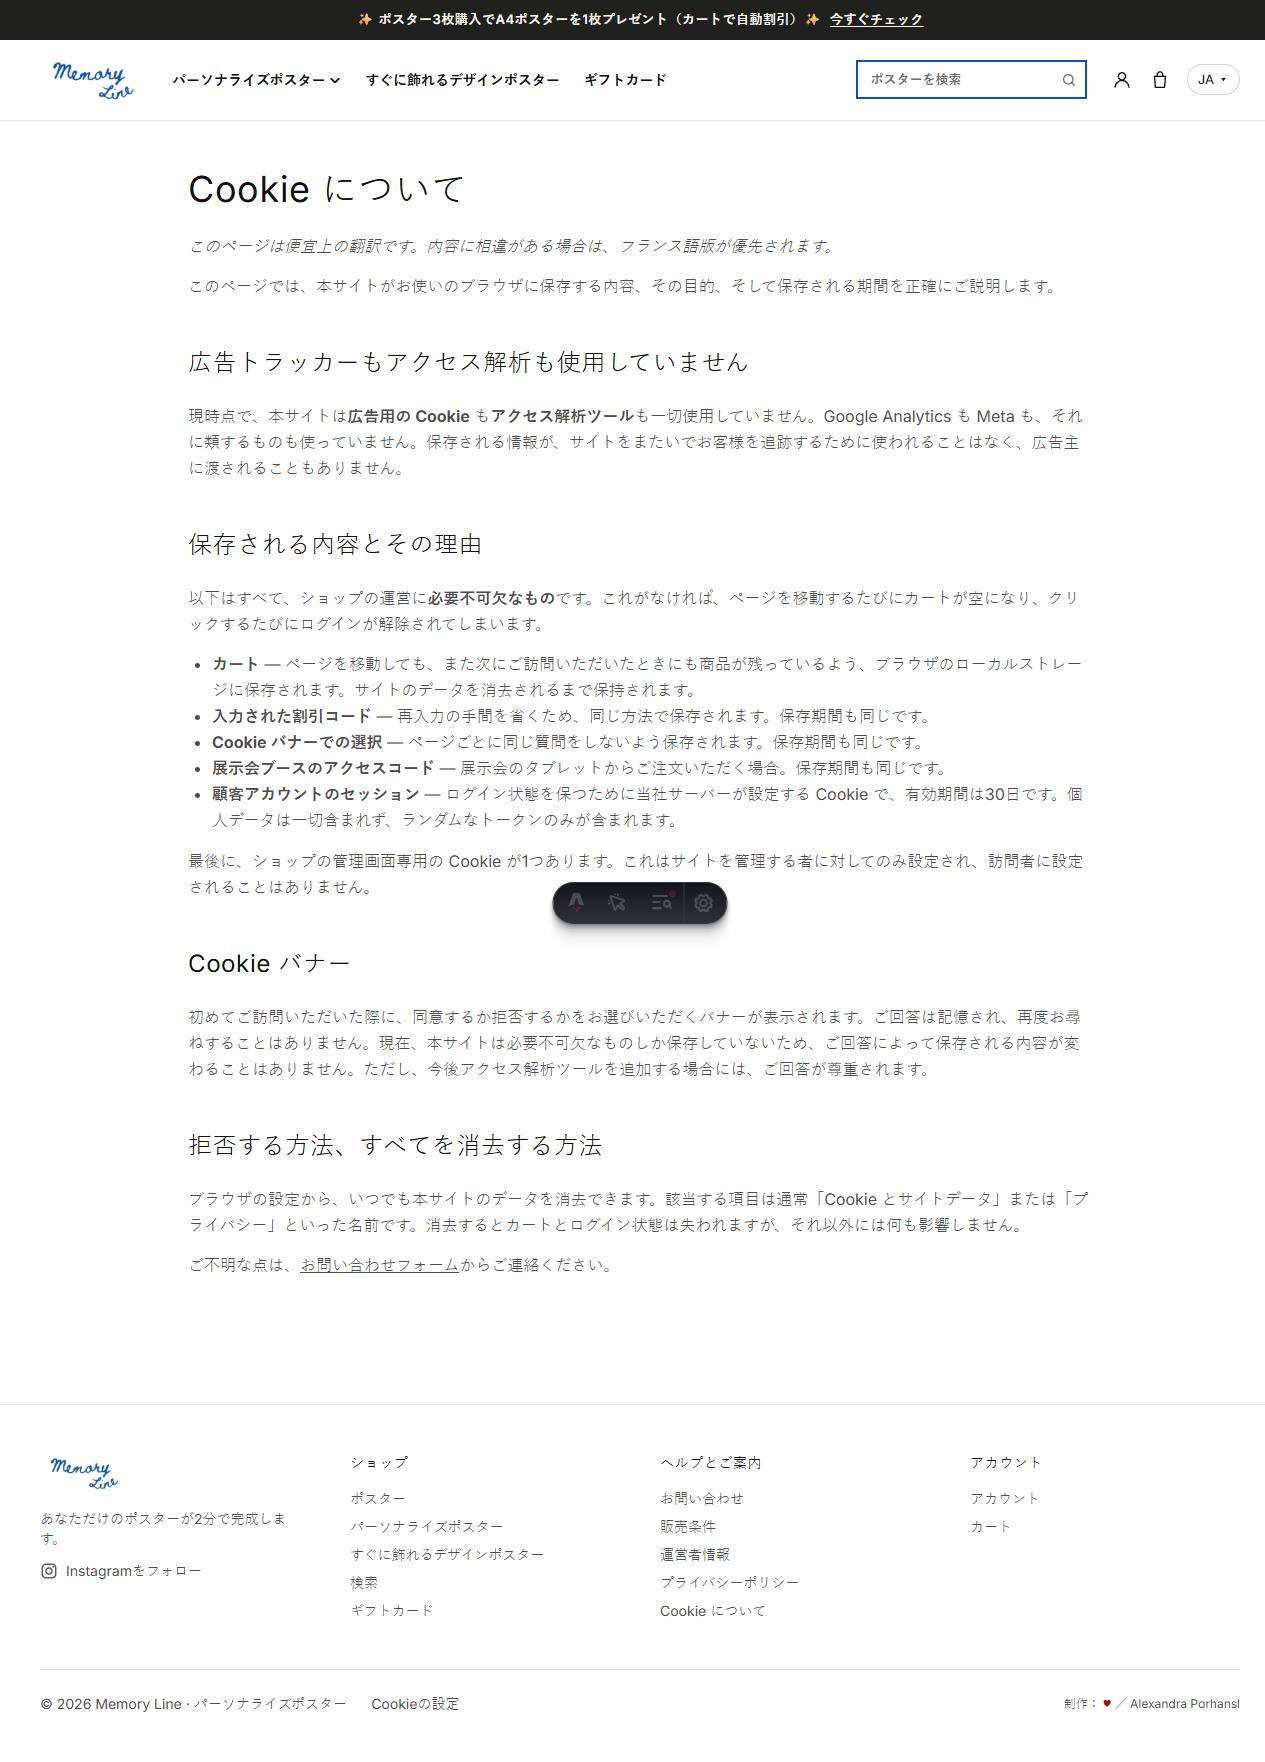 ✨ ポスター3枚購入でA4ポスターを1枚プレゼント（カートで自動割引） ✨ 今すぐチェック
Memory Line
パーソナライズポスター
すぐに飾れるデザインポスター
ギフトカード
ポスターを検索
JA
Cookie について
このページは便宜上の翻訳です。内容に相違がある場合は、フランス語版が優先されます。
このページでは、本サイトがお使いのブラウザに保存する内容、その目的、そして保存される期間を正確にご説明します。
広告トラッカーもアクセス解析も使用していません
現時点で、本サイトは広告用の Cookie もアクセス解析ツールも一切使用していません。Google Analytics も Meta も、それ
に類するものも使っていません。保存される情報が、サイトをまたいでお客様を追跡するために使われることはなく、広告主
に渡されることもありません。
保存される内容とその理由
以下はすべて、ショップの運営に必要不可欠なものです。これがなければ、ページを移動するたびにカートが空になり、クリ
ックするたびにログインが解除されてしまいます。
• カート — ページを移動しても、また次にご訪問いただいたときにも商品が残っているよう、ブラウザのローカルストレー
ジに保存されます。サイトのデータを消去されるまで保持されます。
• 入力された割引コード — 再入力の手間を省くため、同じ方法で保存されます。保存期間も同じです。
• Cookie バナーでの選択 — ページごとに同じ質問をしないよう保存されます。保存期間も同じです。
• 展示会ブースのアクセスコード — 展示会のタブレットからご注文いただく場合。保存期間も同じです。
• 顧客アカウントのセッション — ログイン状態を保つために当社サーバーが設定する Cookie で、有効期間は30日です。個
人データは一切含まれず、ランダムなトークンのみが含まれます。
最後に、ショップの管理画面専用の Cookie が1つあります。これはサイトを管理する者に対してのみ設定され、訪問者に設定
されることはありません。
Cookie バナー
初めてご訪問いただいた際に、同意するか拒否するかをお選びいただくバナーが表示されます。ご回答は記憶され、再度お尋
ねすることはありません。現在、本サイトは必要不可欠なものしか保存していないため、ご回答によって保存される内容が変
わることはありません。ただし、今後アクセス解析ツールを追加する場合には、ご回答が尊重されます。
拒否する方法、すべてを消去する方法
ブラウザの設定から、いつでも本サイトのデータを消去できます。該当する項目は通常「Cookie とサイトデータ」または「プ
ライバシー」といった名前です。消去するとカートとログイン状態は失われますが、それ以外には何も影響しません。
ご不明な点は、お問い合わせフォームからご連絡ください。
Memory Line
あなただけのポスターが2分で完成しま
す。
Instagramをフォロー
ショップ
ポスター
パーソナライズポスター
すぐに飾れるデザインポスター
検索
ギフトカード
ヘルプとご案内
お問い合わせ
販売条件
運営者情報
プライバシーポリシー
Cookie について
アカウント
アカウント
カート
© 2026 Memory Line · パーソナライズポスター
Cookieの設定
制作： ♥ ／ Alexandra Porhansl